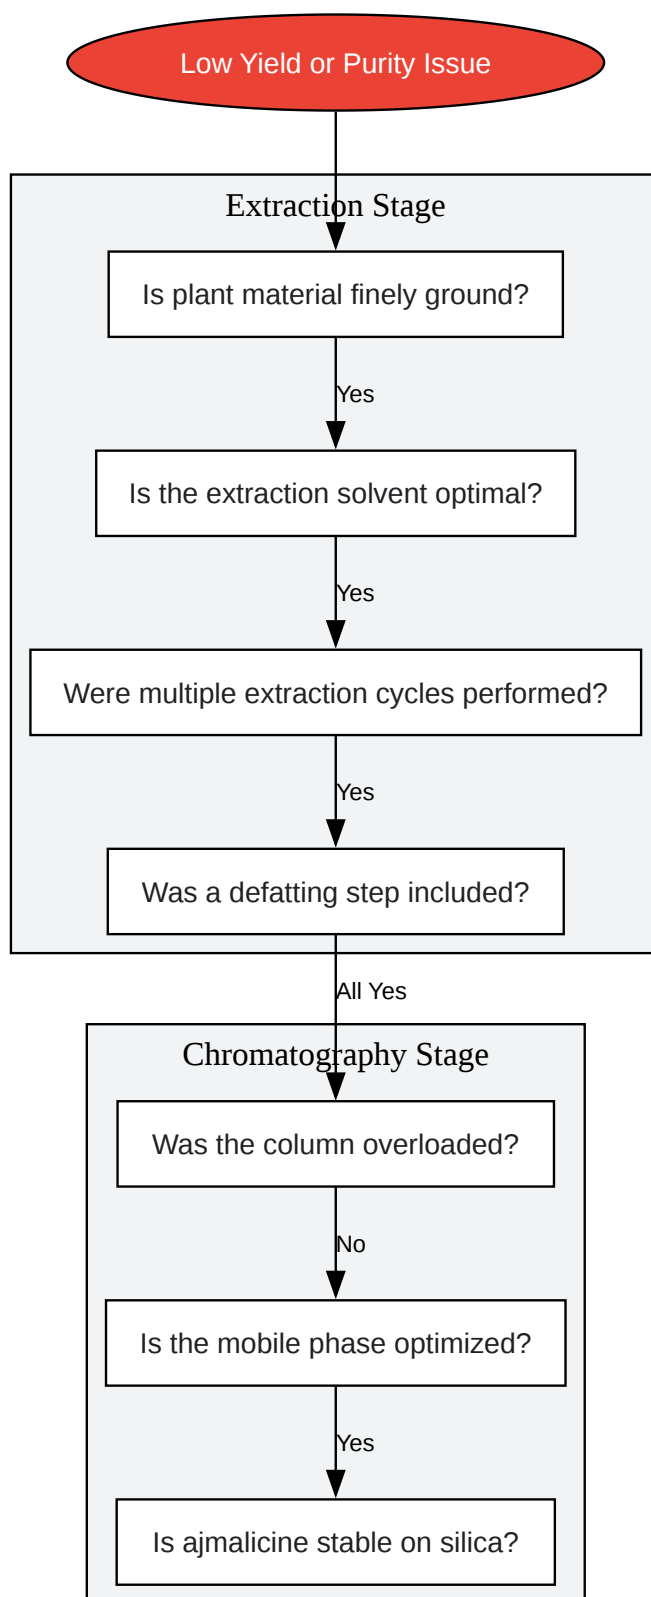 Low Yield or Purity Issue
Extraction Stage
Is plant material finely ground?
Yes
Is the extraction solvent optimal?
Yes
Were multiple extraction cycles performed?
Yes
Was a defatting step included?
All Yes
Chromatography Stage
Was the column overloaded?
No
Is the mobile phase optimized?
Yes
Is ajmalicine stable on silica?